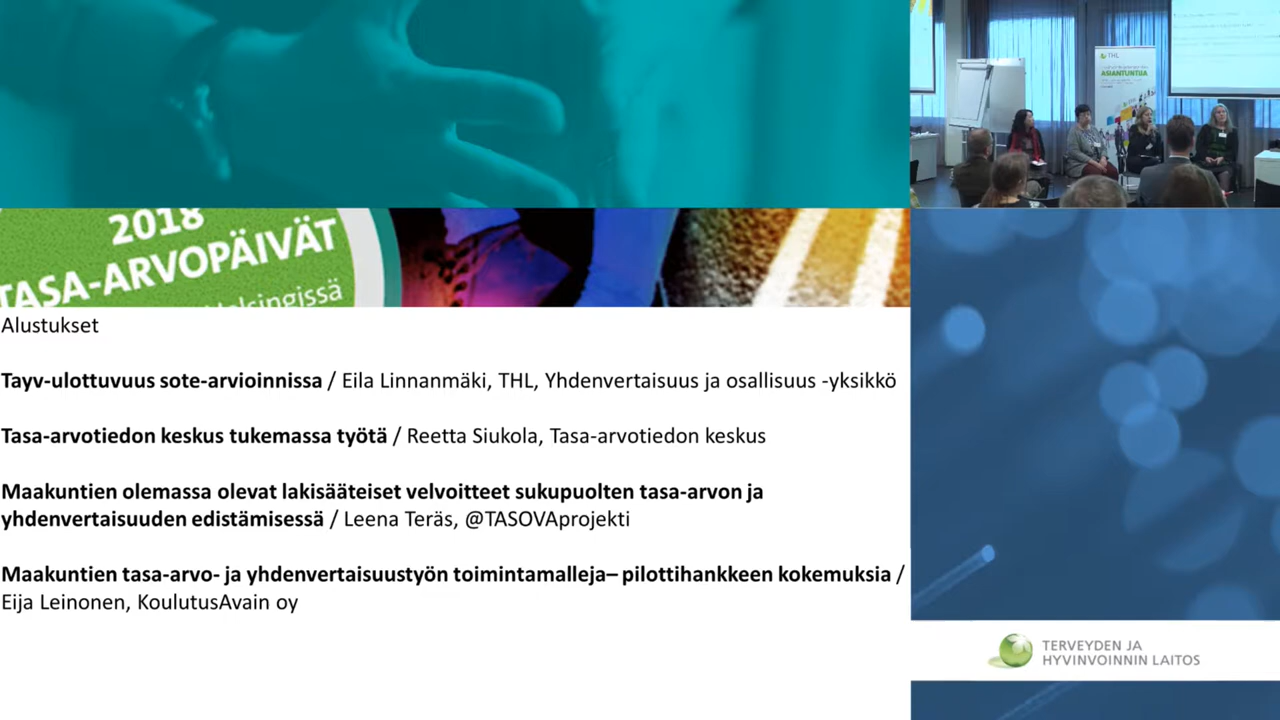 THL
ASIANTUNTIJA
2018
TASA-ARVOPÄIVÄT
Helsingissä
Alustukset
Tayv-ulottuvuus sote-arvioinnissa / Eila Linnanmäki, THL, Yhdenvertaisuus ja osallisuus -yksikkö
Tasa-arvotiedon keskus tukemassa työtä / Reetta Siukola, Tasa-arvotiedon keskus
Maakuntien olemassa olevat lakisääteiset velvoitteet sukupuolten tasa-arvon ja
yhdenvertaisuuden edistämisessä / Leena Teräs, @TASOVAprojekti
Maakuntien tasa-arvo- ja yhdenvertaisuustyön toimintamalleja– pilottihankkeen kokemuksia /
Eija Leinonen, KoulutusAvain oy
TERVEYDEN JA
HYVINVOINNIN LAITOS